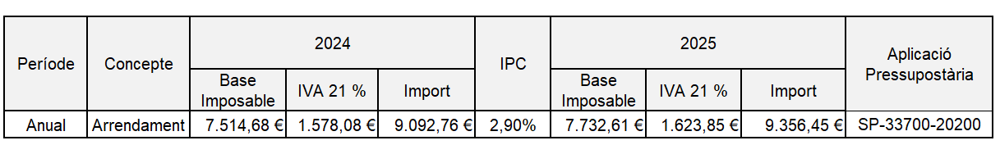 Període Concepte 2024 IPC 2025 Aplicació Pressupostària
Base Imposable IVA 21 % Import Base Imposable IVA 21 % Import
Anual Arrendament 7.514,68 € 1.578,08 € 9.092,76 € 2,90% 7.732,61 € 1.623,85 € 9.356,45 € SP-33700-20200